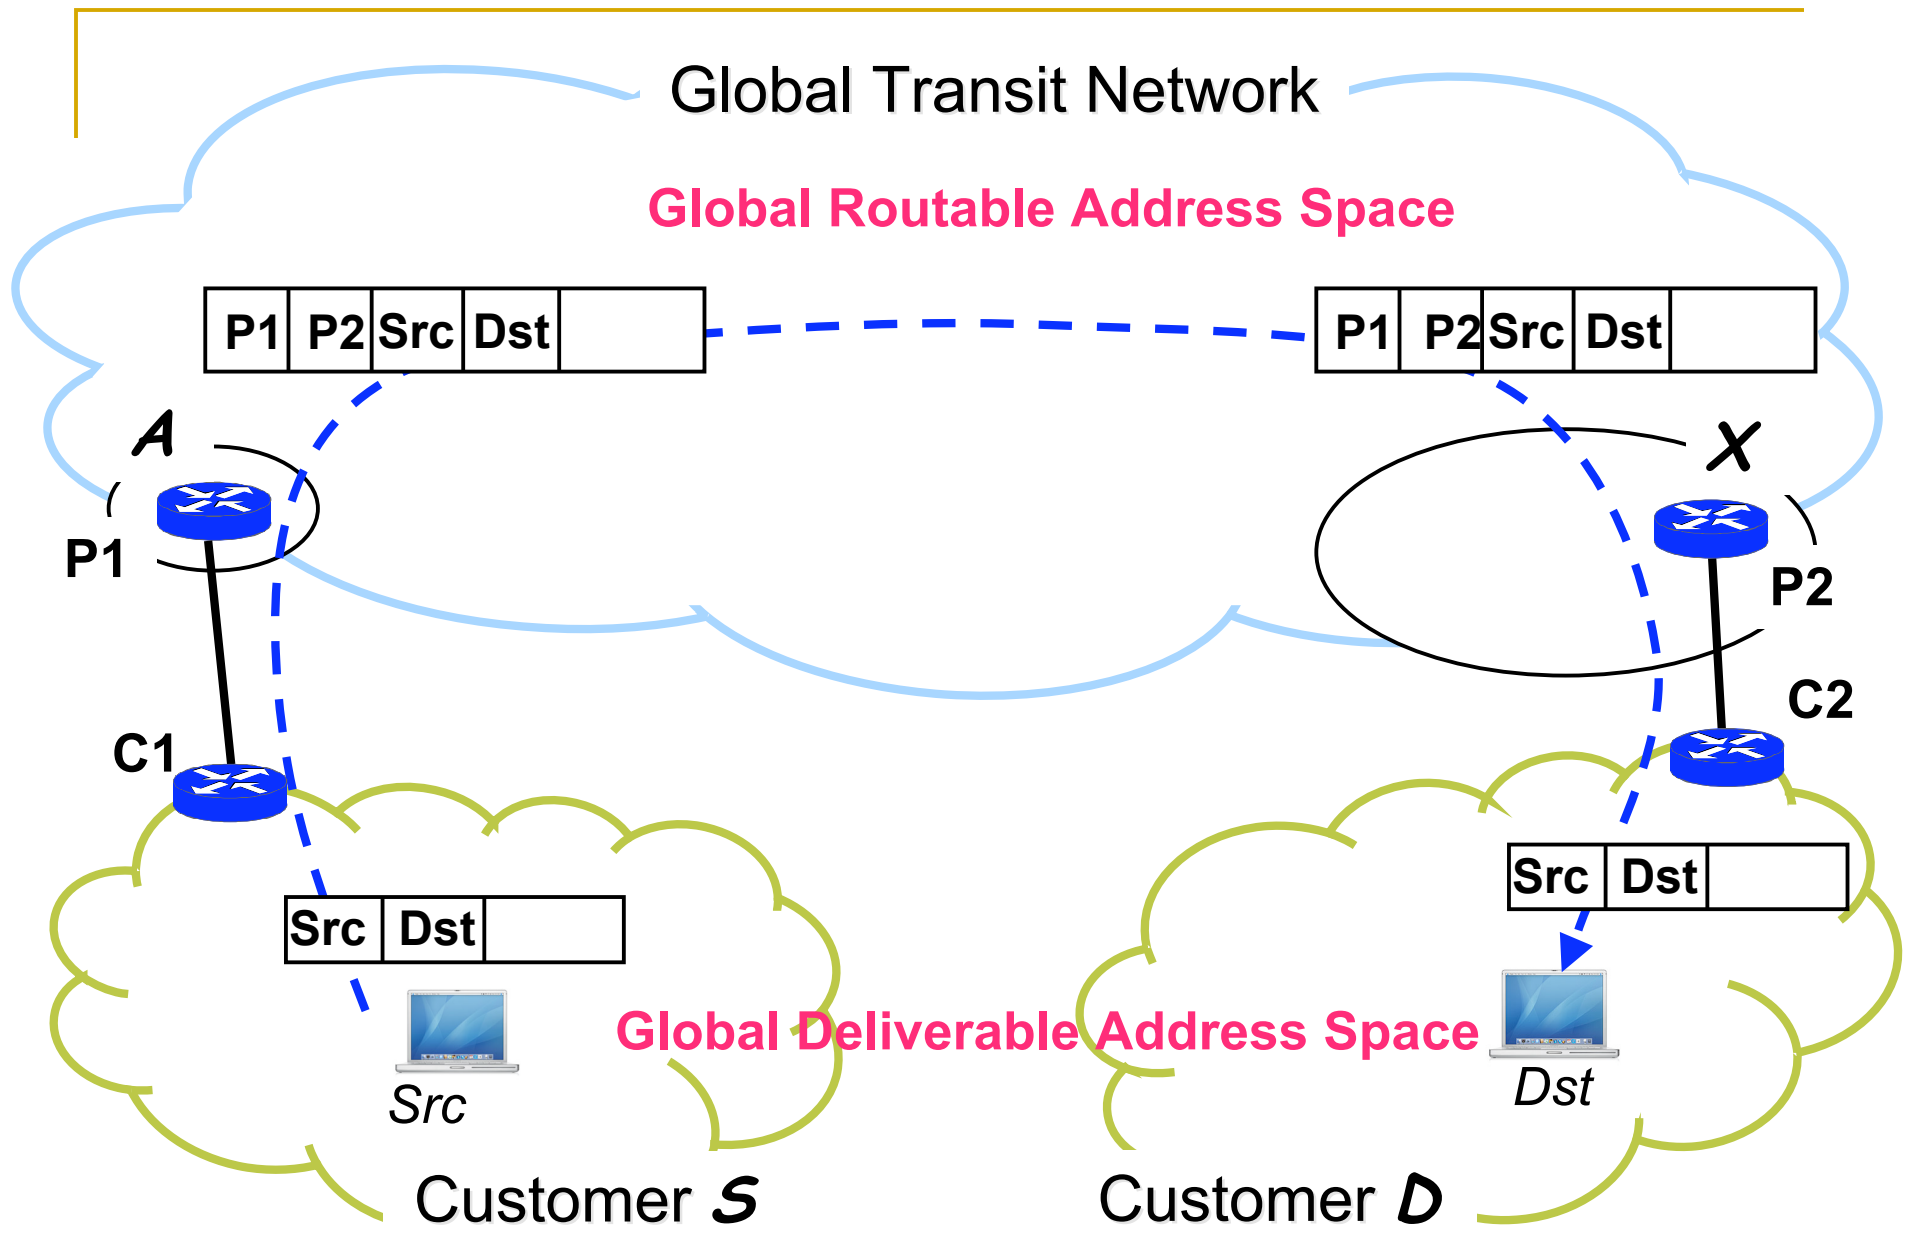 Global Transit Network
Global Routable Address Space
P1 P2 Src Dst
P1 P2 Src Dst
A
X
P1
P2
C2
C1
Src Dst
Src Dst
Global Deliverable Address Space
Src
Dst
Customer S
Customer D